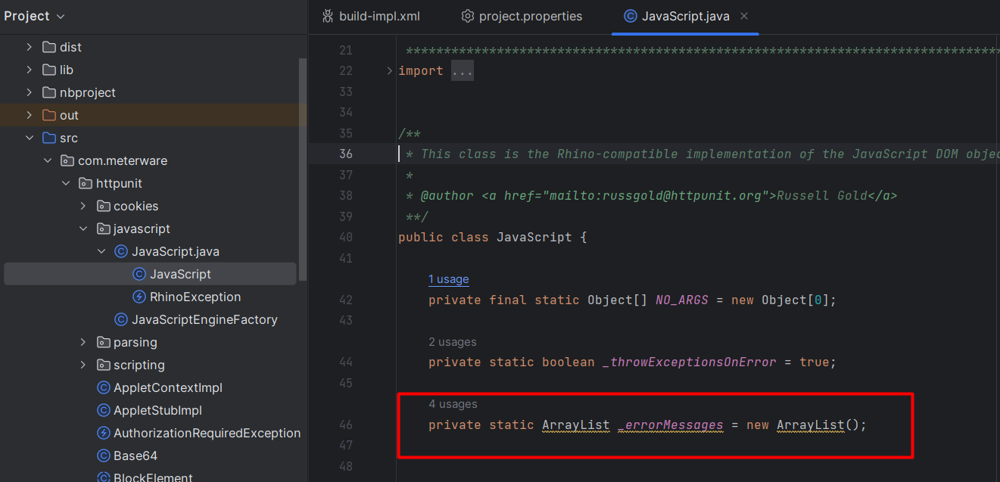 Project
dist
lib
nbproject
out
src
com.meterware
httpunit
cookies
javascript
JavaScript.java
JavaScript
RhinoException
JavaScriptEngineFactory
parsing
scripting
AppletContextImpl
AppletStubImpl
AuthorizationRequiredException
Base64
BlockElement
build-impl.xml project.properties JavaScript.java
21 ******************************************************************************
22 import ...
33
34
35 /**
36 * This class is the Rhino-compatible implementation of the JavaScript DOM objec
37 *
38 * @author <a href="mailto:russgold@httpunit.org">Russell Gold</a>
39 **/
40 public class JavaScript {
41
1 usage
42 private final static Object[] NO_ARGS = new Object[0];
43
2 usages
44 private static boolean _throwExceptionsOnError = true;
45
4 usages
46 private static ArrayList _errorMessages = new ArrayList();
47
48